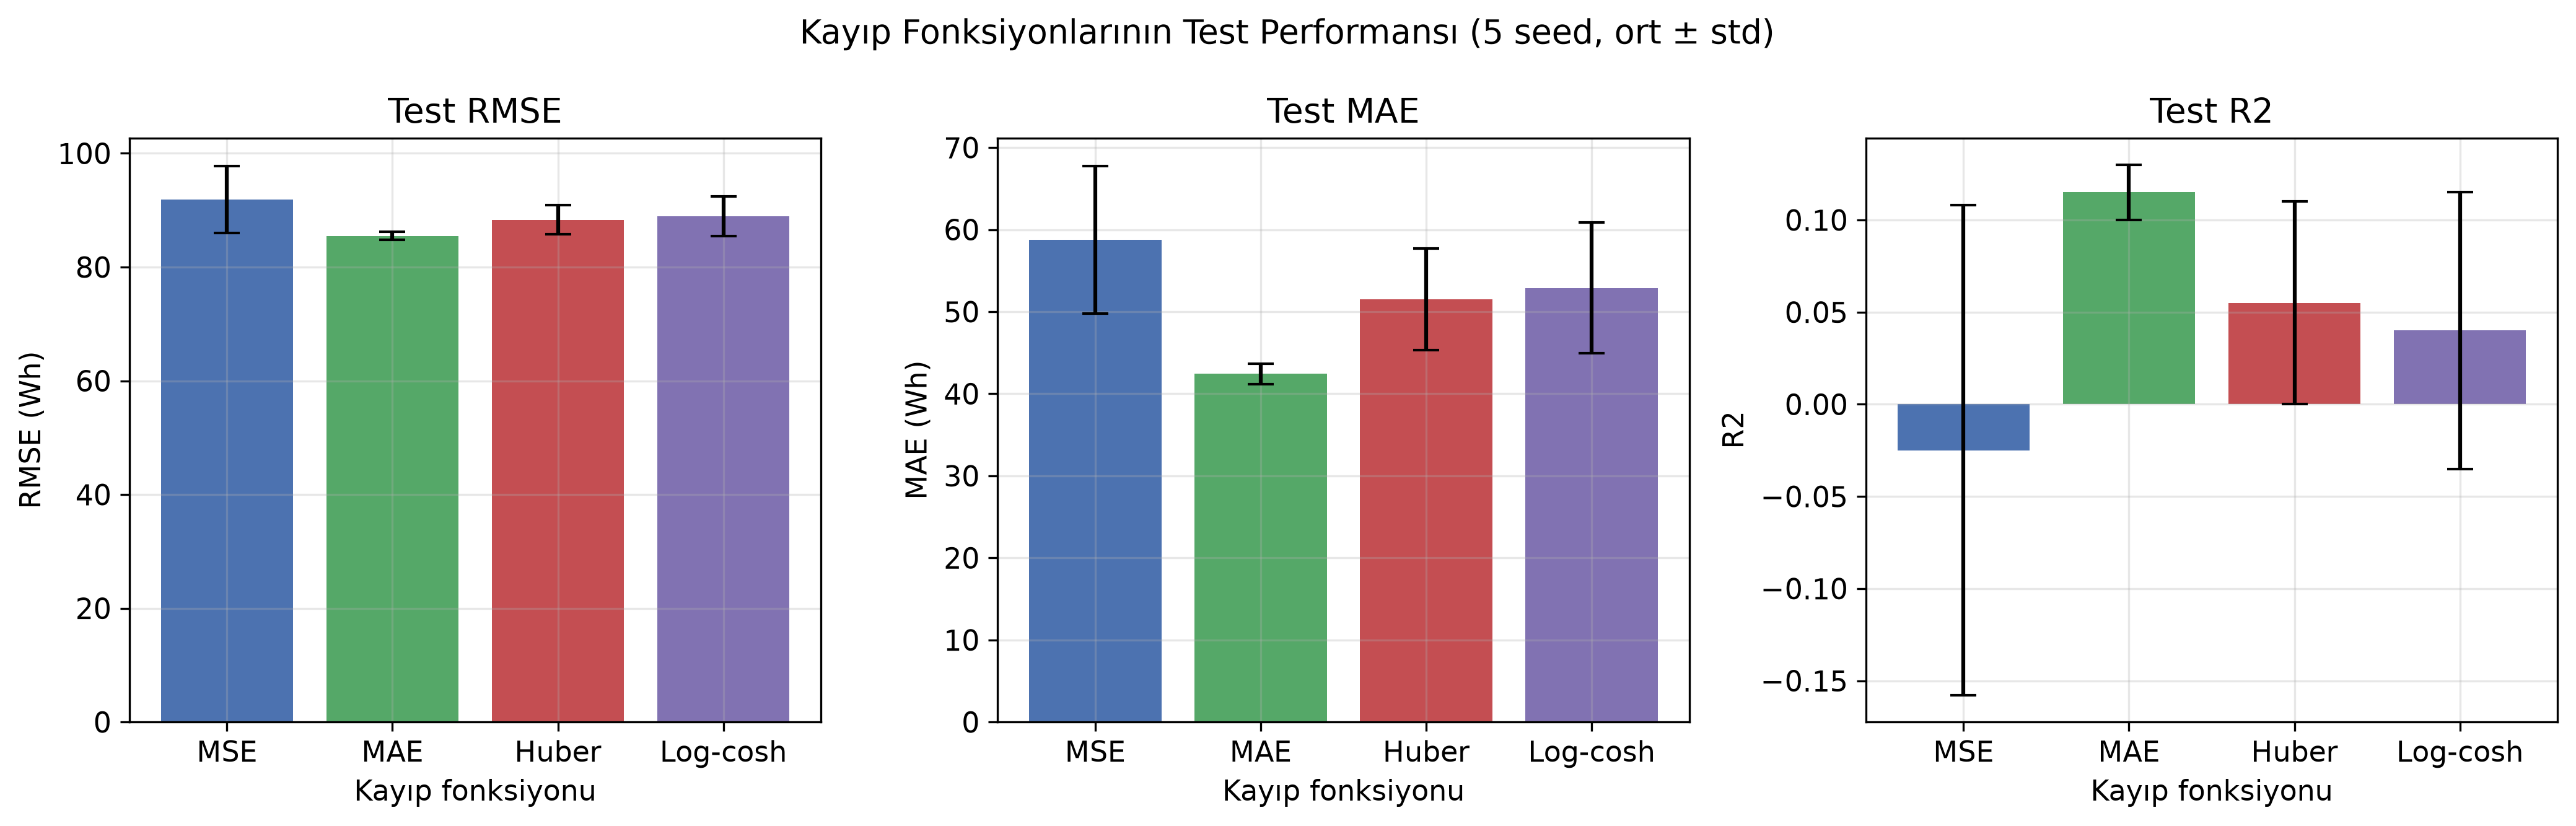 Kayıp Fonksiyonlarının Test Performansı (5 seed, ort ± std)
Test RMSE
RMSE (Wh)
100
80
60
40
20
0
MSE MAE Huber Log-cosh
Kayıp fonksiyonu
Test MAE
MAE (Wh)
70
60
50
40
30
20
10
0
MSE MAE Huber Log-cosh
Kayıp fonksiyonu
Test R2
R2
0.10
0.05
0.00
−0.05
−0.10
−0.15
MSE MAE Huber Log-cosh
Kayıp fonksiyonu